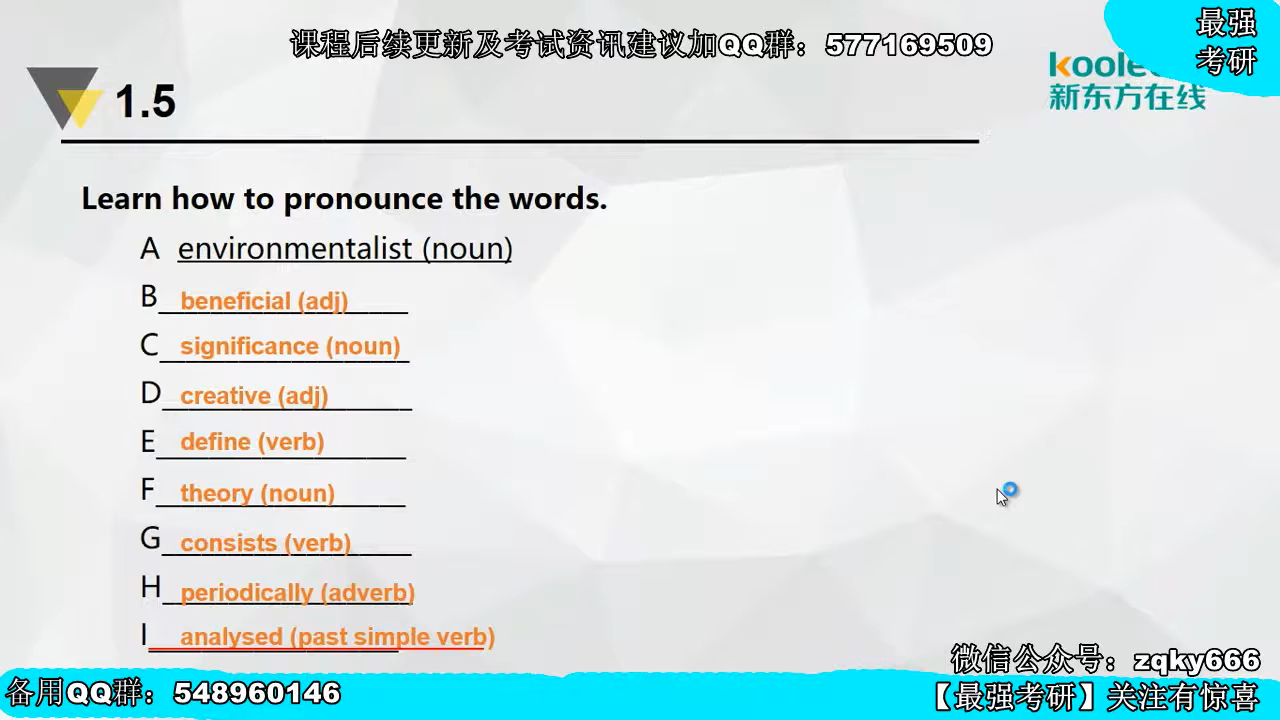 课程后续更新及考试资讯建议加QQ群：577169509
最强
考研
koole
新东方在线
1.5
Learn how to pronounce the words.
A environmentalist (noun)
B beneficial (adj)
C significance (noun)
D creative (adj)
E define (verb)
F theory (noun)
G consists (verb)
H periodically (adverb)
I analysed (past simple verb)
微信公众号：zqky666
备用QQ群：548960146
【最强考研】关注有惊喜